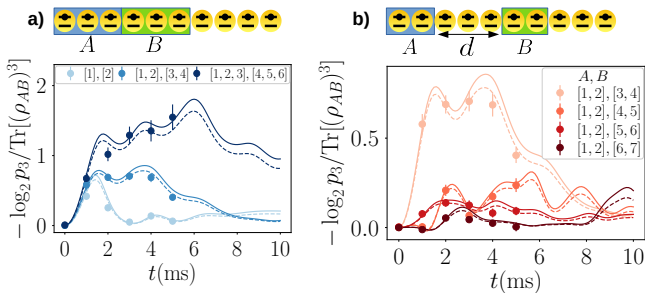 a)
A
B
− log₂ p₃/Tr[(ρ_AB)³]
[1], [2]
[1, 2], [3, 4]
[1, 2, 3], [4, 5, 6]
2
1
0
0
2
4
6
8
10
t(ms)
b)
A
d
B
− log₂ p₃/Tr[(ρ_AB)³]
A, B
[1, 2], [3, 4]
[1, 2], [4, 5]
[1, 2], [5, 6]
[1, 2], [6, 7]
0.5
0.0
0
2
4
6
8
10
t(ms)